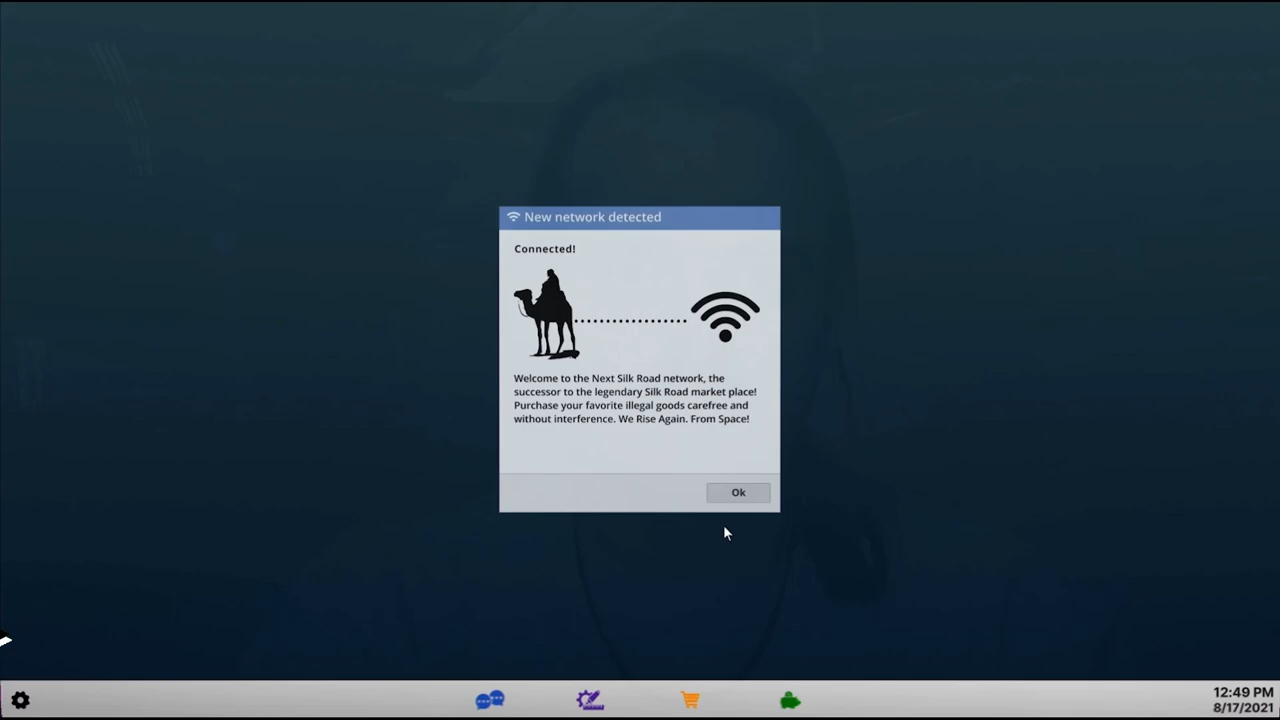 New network detected
Connected!
Welcome to the Next Silk Road network, the
successor to the legendary Silk Road market place!
Purchase your favorite illegal goods carefree and
without interference. We Rise Again. From Space!
Ok
12:49 PM
8/17/2021